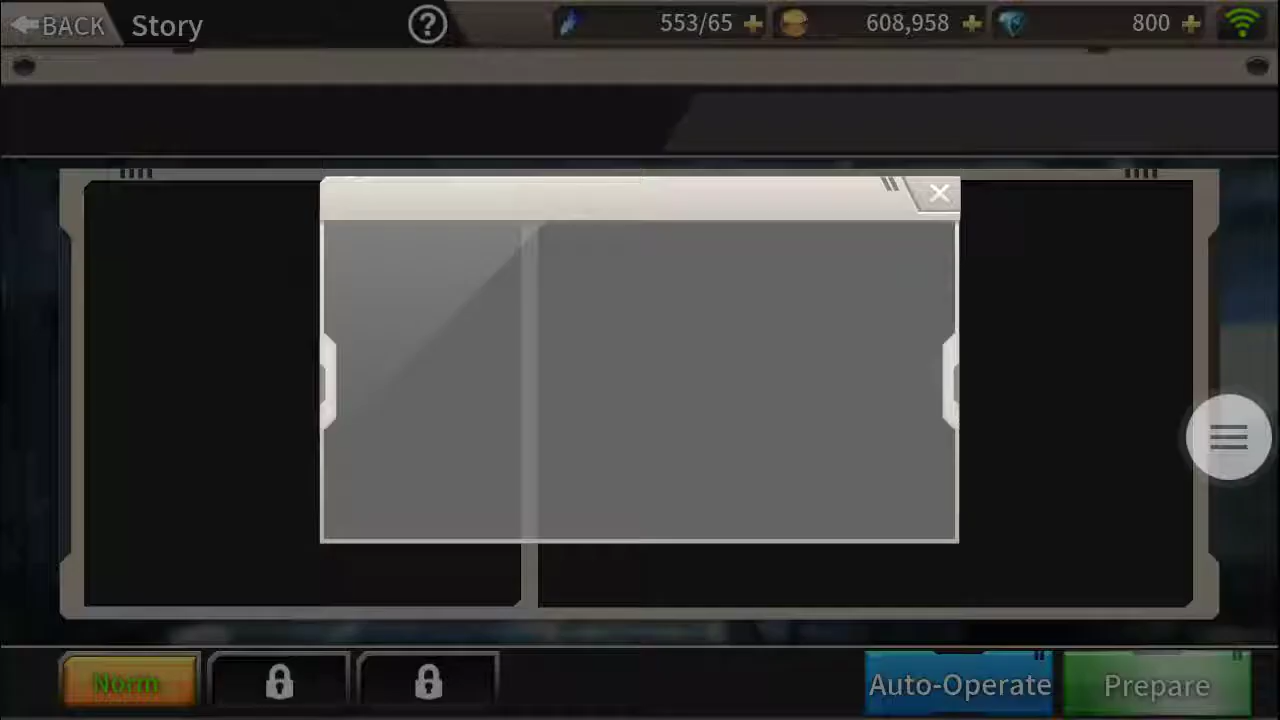 BACK Story ? 553/65 + 608,958 + 800 +
Norm Auto-Operate Prepare